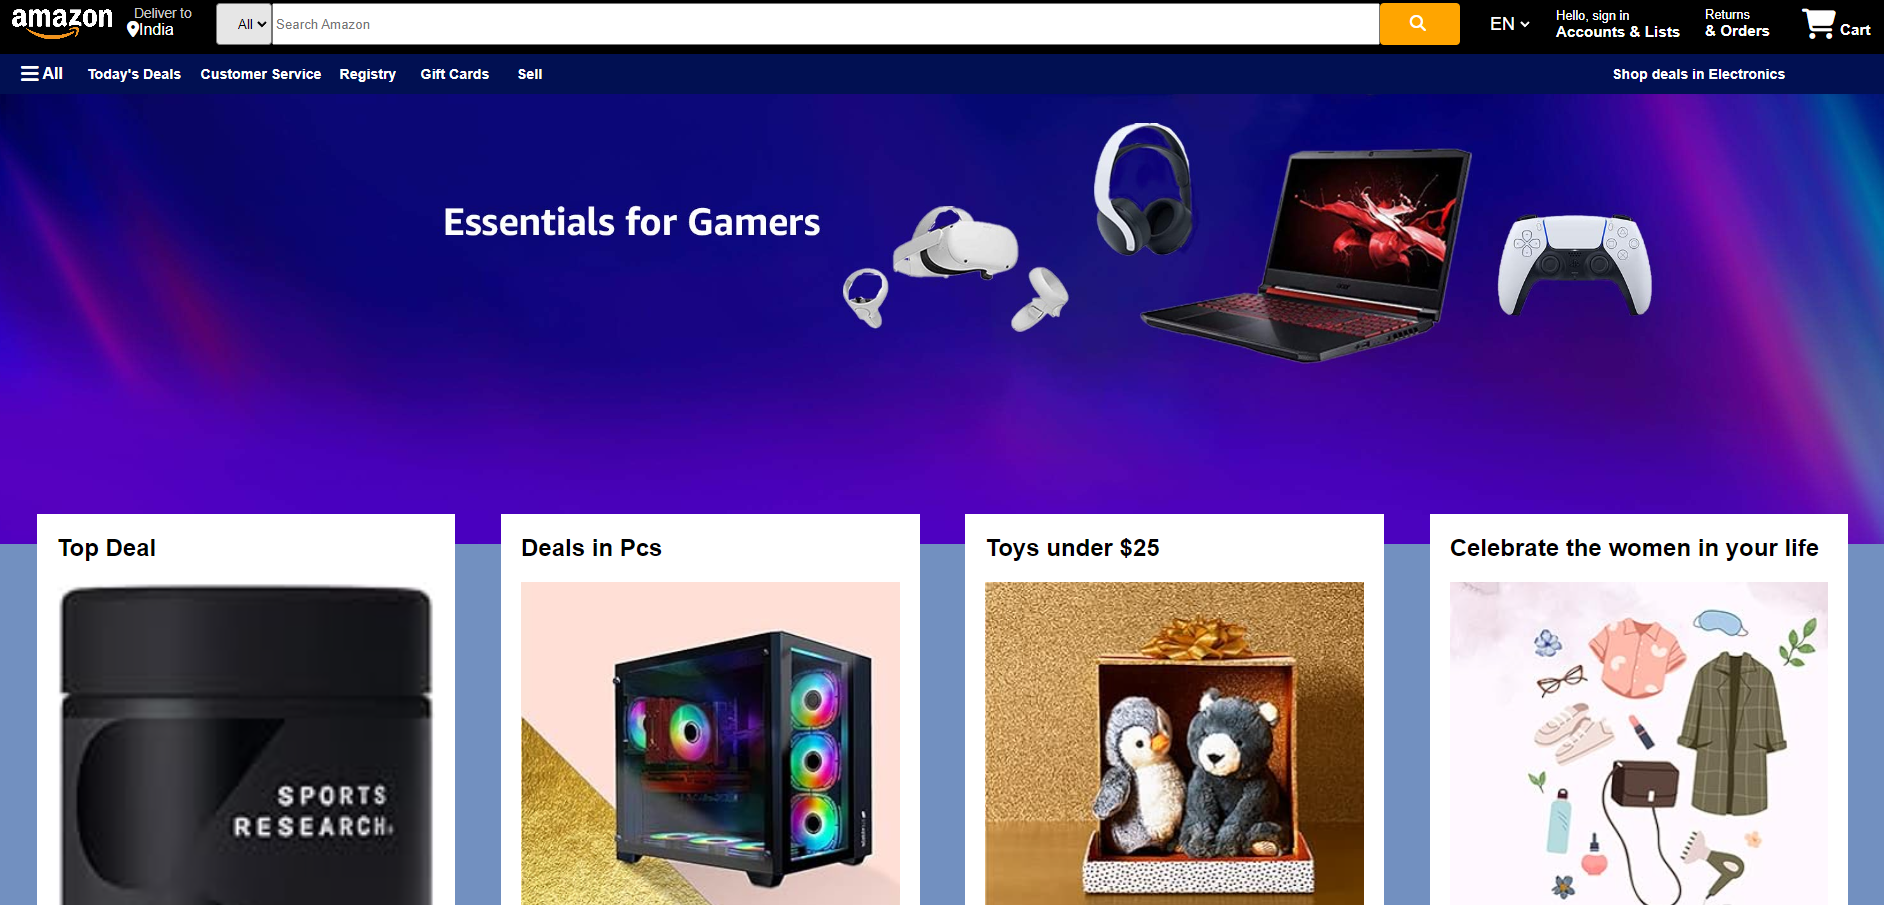 amazon
Deliver to
India
All
Search Amazon
EN
Hello, sign in
Accounts & Lists
Returns
& Orders
Cart
All
Today's Deals
Customer Service
Registry
Gift Cards
Sell
Shop deals in Electronics
Essentials for Gamers
Top Deal
Deals in Pcs
Toys under $25
Celebrate the women in your life
SPORTS
RESEARCH